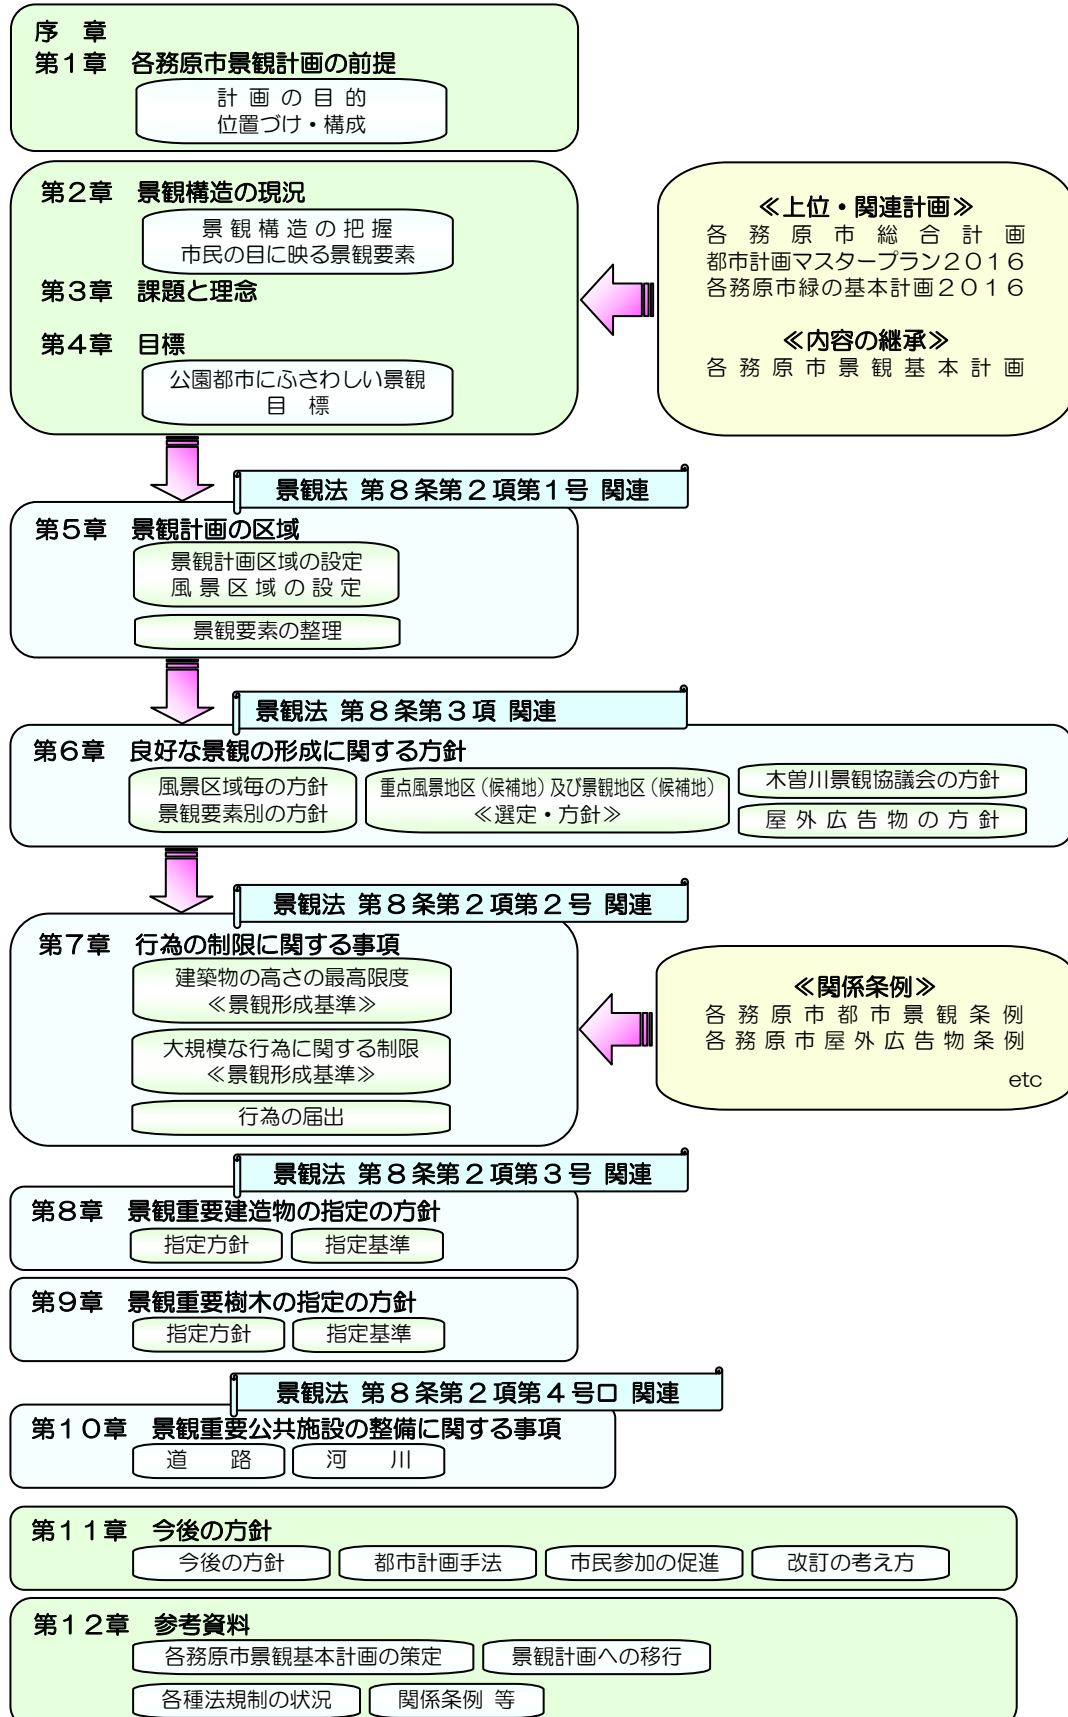 序　章
第１章　各務原市景観計画の前提
計画の目的
位置づけ・構成
第２章　景観構造の現況
景観構造の把握
市民の目に映る景観要素
第３章　課題と理念
第４章　目標
公園都市にふさわしい景観
目　標
≪上位・関連計画≫
各務原市総合計画
都市計画マスタープラン２０１６
各務原市緑の基本計画２０１６
≪内容の継承≫
各務原市景観基本計画
景観法 第８条第２項第１号 関連
第５章　景観計画の区域
景観計画区域の設定
風景区域の設定
景観要素の整理
景観法 第８条第３項 関連
第６章　良好な景観の形成に関する方針
風景区域毎の方針
景観要素別の方針
重点風景地区（候補地）及び景観地区（候補地）
≪選定・方針≫
木曽川景観協議会の方針
屋外広告物の方針
景観法 第８条第２項第２号 関連
第７章　行為の制限に関する事項
建築物の高さの最高限度
≪景観形成基準≫
大規模な行為に関する制限
≪景観形成基準≫
行為の届出
≪関係条例≫
各務原市都市景観条例
各務原市屋外広告物条例
etc
景観法 第８条第２項第３号 関連
第８章　景観重要建造物の指定の方針
指定方針
指定基準
第９章　景観重要樹木の指定の方針
指定方針
指定基準
景観法 第８条第２項第４号ロ 関連
第１０章　景観重要公共施設の整備に関する事項
道　路
河　川
第１１章　今後の方針
今後の方針
都市計画手法
市民参加の促進
改訂の考え方
第１２章　参考資料
各務原市景観基本計画の策定
景観計画への移行
各種法規制の状況
関係条例 等